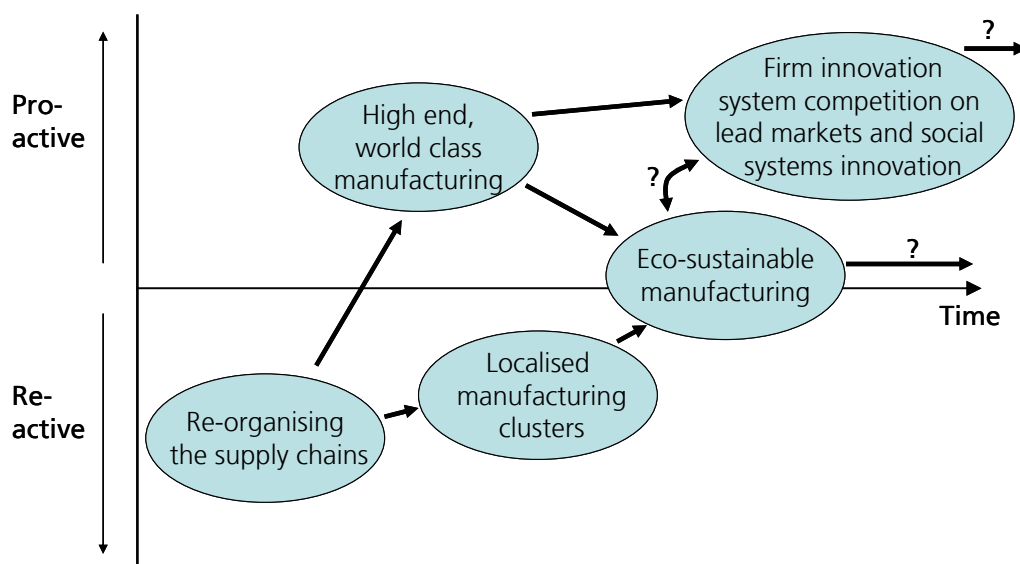 Pro-
active
High end,
world class
manufacturing
?
Firm innovation
system competition on
lead markets and social
systems innovation
?
Eco-sustainable
manufacturing
?
Time
Re-
active
Re-organising
the supply chains
Localised
manufacturing
clusters